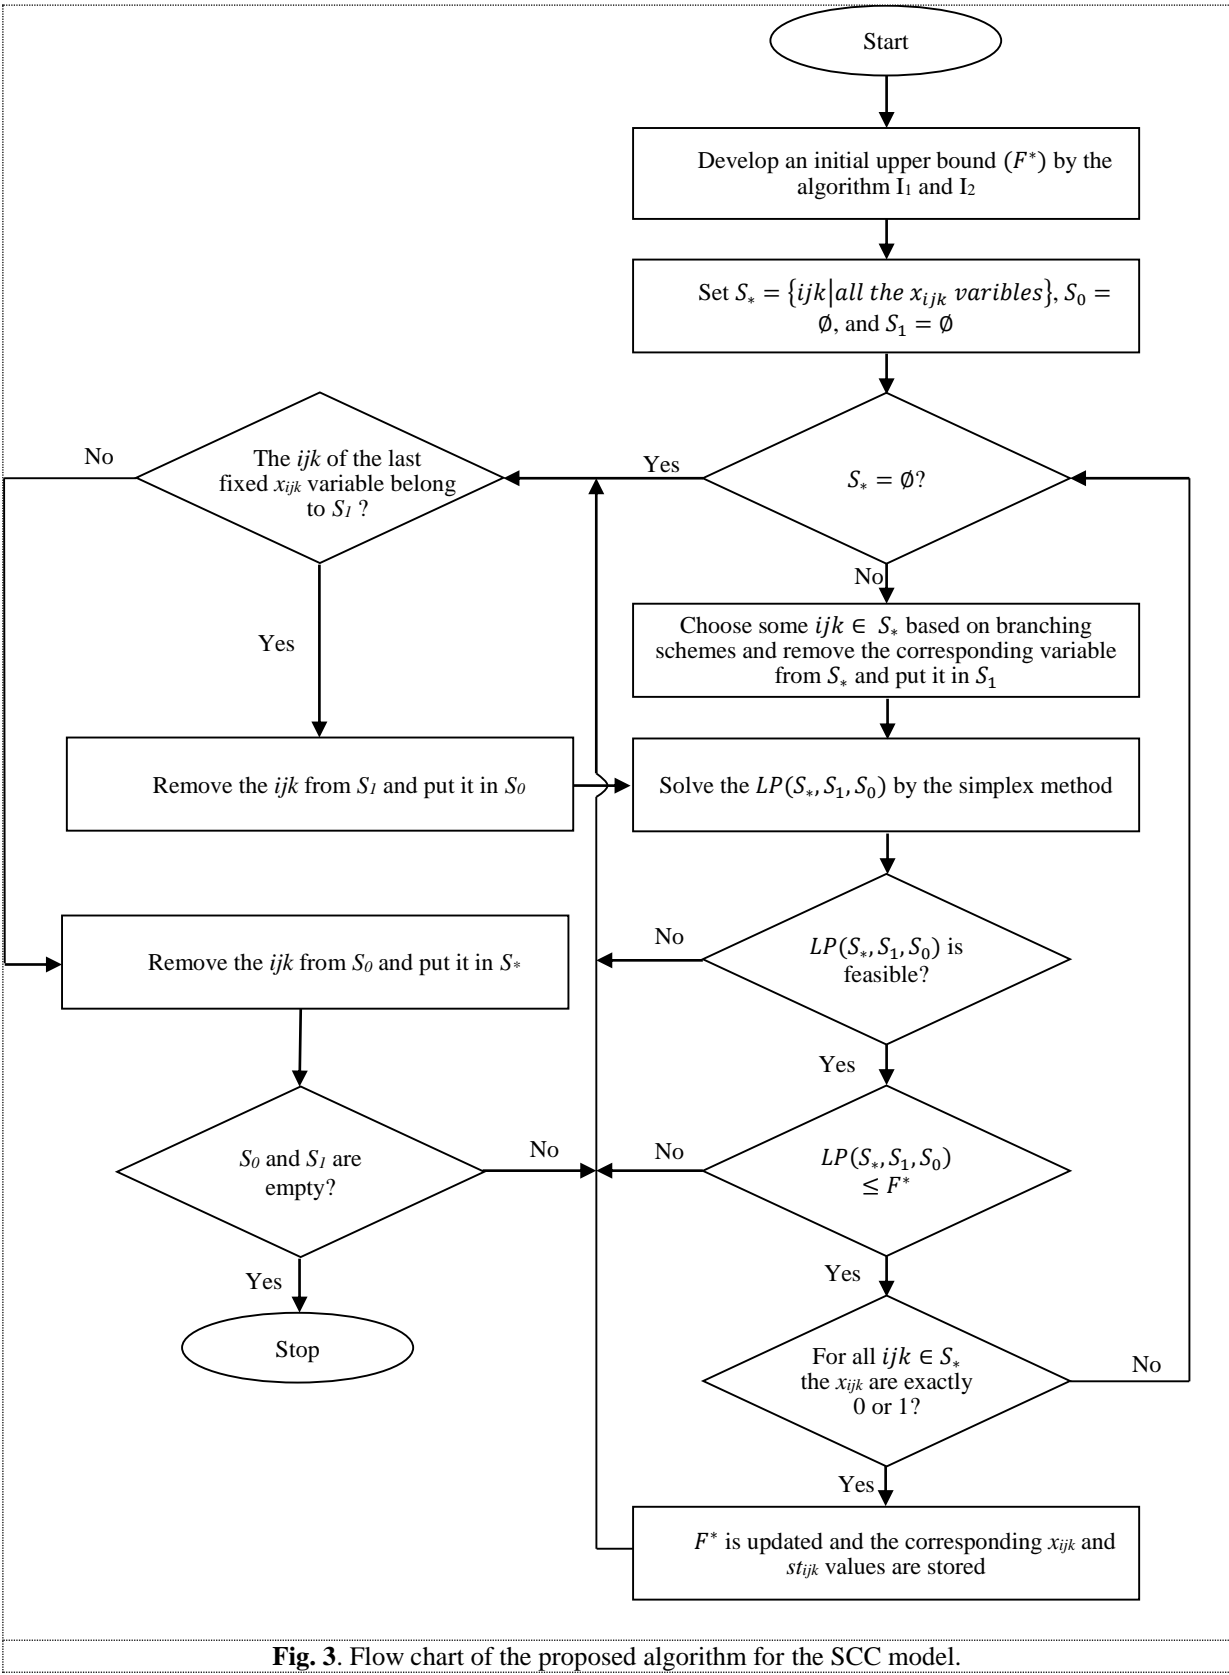 Start
Develop an initial upper bound (F*) by the
algorithm I₁ and I₂
Set S∗ = {ijk|all the xᵢⱼₖ varibles}, S₀ =
∅, and S₁ = ∅
S∗ = ∅?
Yes
No
The ijk of the last
fixed xᵢⱼₖ variable belong
to S₁ ?
No
Yes
Choose some ijk ∈ S∗ based on branching
schemes and remove the corresponding variable
from S∗ and put it in S₁
Remove the ijk from S₁ and put it in S₀
Solve the LP(S∗, S₁, S₀) by the simplex method
LP(S∗, S₁, S₀) is
feasible?
No
Yes
Remove the ijk from S₀ and put it in S∗
S₀ and S₁ are
empty?
No
Yes
Stop
LP(S∗, S₁, S₀)
≤ F*
No
Yes
For all ijk ∈ S∗
the xᵢⱼₖ are exactly
0 or 1?
No
Yes
F* is updated and the corresponding xᵢⱼₖ and
stᵢⱼₖ values are stored
Fig. 3. Flow chart of the proposed algorithm for the SCC model.